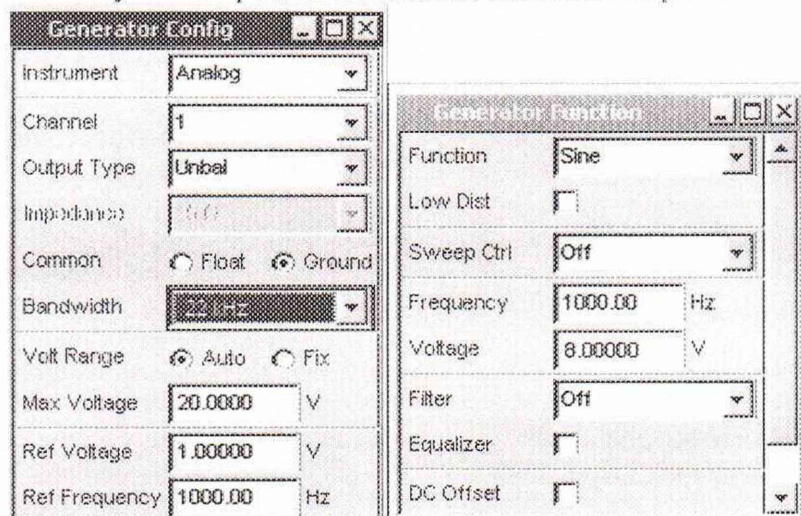 Generator Config
Instrument Analog
Channel 1
Output Type Unbal
Impedance
Common Float Ground
Bandwidth 22 kHz
Volt Range Auto Fix
Max Voltage 20.0000 V
Ref Voltage 1.00000 V
Ref Frequency 1000.00 Hz
Generator Function
Function Sine
Low Dist
Sweep Ctrl Off
Frequency 1000.00 Hz
Voltage 8.00000 V
Filter Off
Equalizer
DC Offset